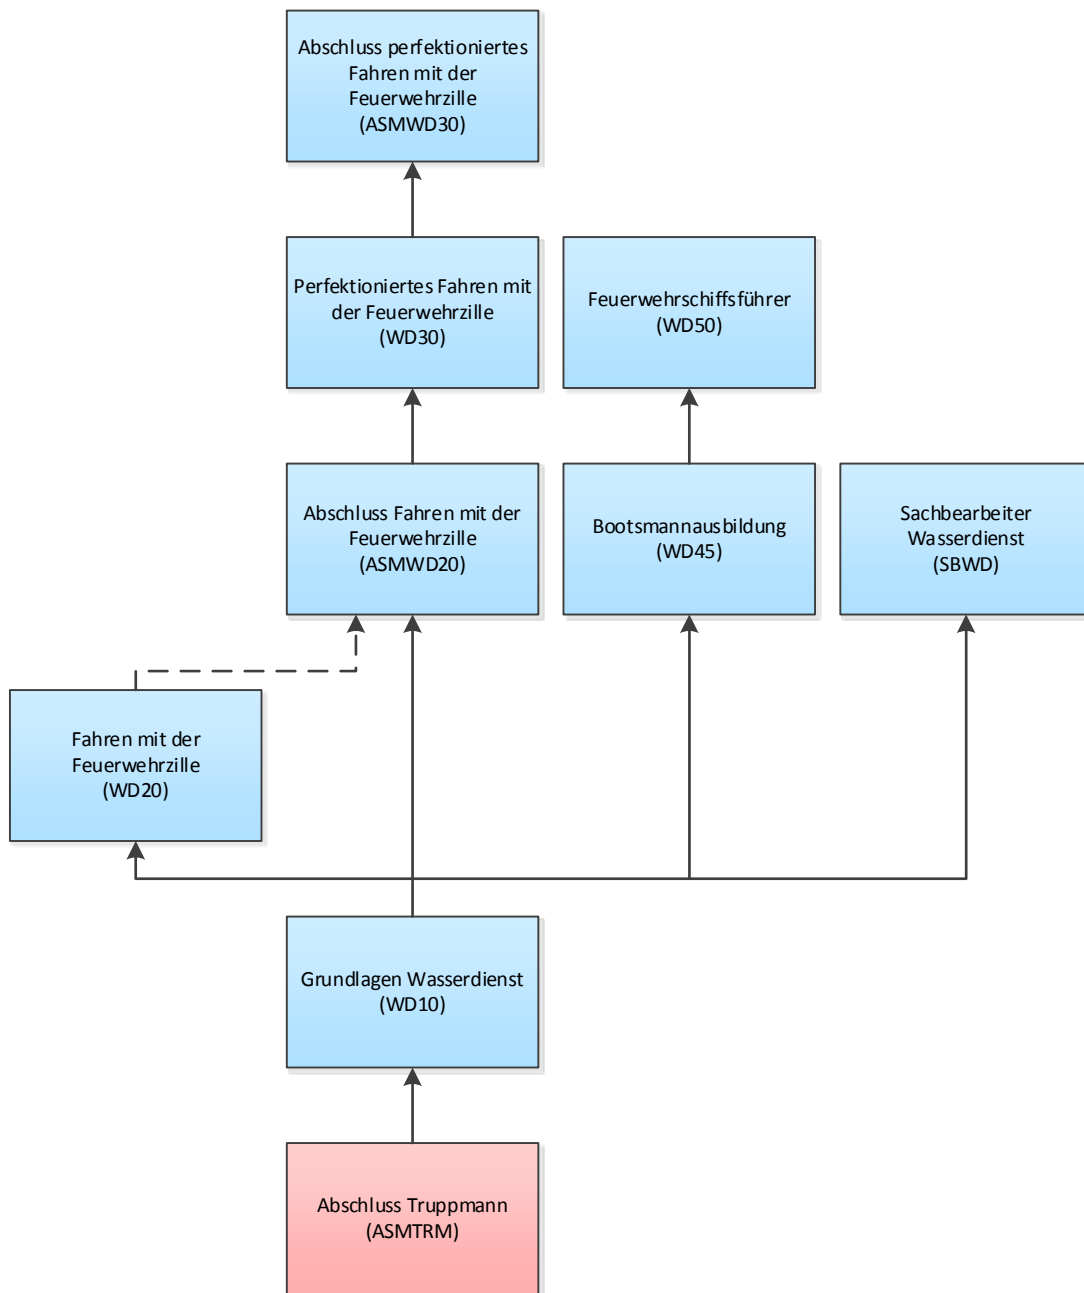 Abschluss perfektioniertes
Fahren mit der
Feuerwehrzille
(ASMWD30)
Perfektioniertes Fahren mit
der Feuerwehrzille
(WD30)
Feuerwehrschiffsführer
(WD50)
Abschluss Fahren mit der
Feuerwehrzille
(ASMWD20)
Bootsmannausbildung
(WD45)
Sachbearbeiter
Wasserdienst
(SBWD)
Fahren mit der
Feuerwehrzille
(WD20)
Grundlagen Wasserdienst
(WD10)
Abschluss Truppmann
(ASMTRM)